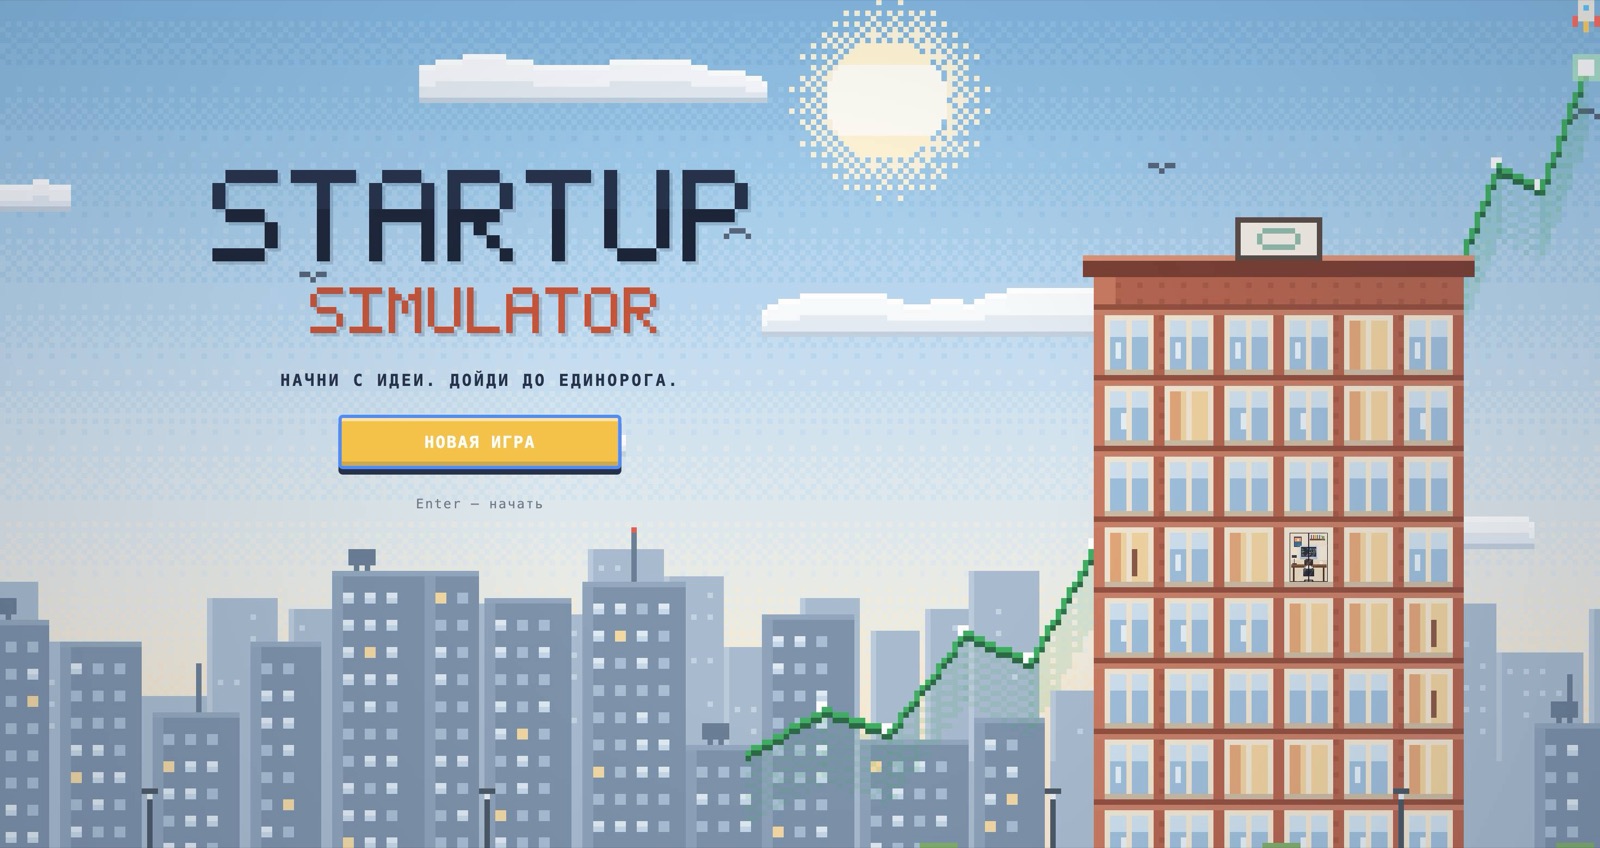 STARTUP
SIMULATOR
НАЧНИ С ИДЕИ. ДОЙДИ ДО ЕДИНОРОГА.
НОВАЯ ИГРА
Enter — начать